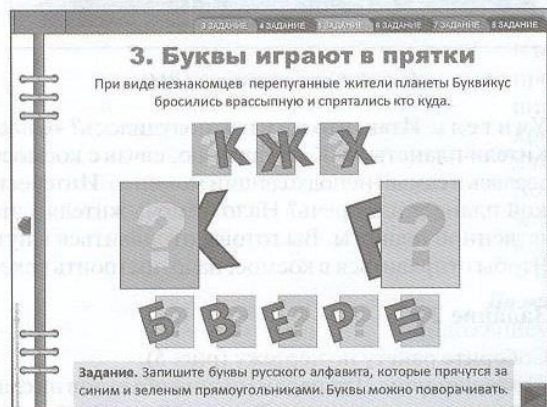 3 ЗАДАНИЕ 4 ЗАДАНИЕ 5 ЗАДАНИЕ 6 ЗАДАНИЕ 7 ЗАДАНИЕ 8 ЗАДАНИЕ
3. Буквы играют в прятки
При виде незнакомцев перепуганные жители планеты Буквикус
бросились врассыпную и спрятались кто куда.
? К Ж ? Х
? ?
Б ? В ? Е ? Р ? Е ?
Задание. Запишите буквы русского алфавита, которые прячутся за
синим и зеленым прямоугольниками. Буквы можно поворачивать.